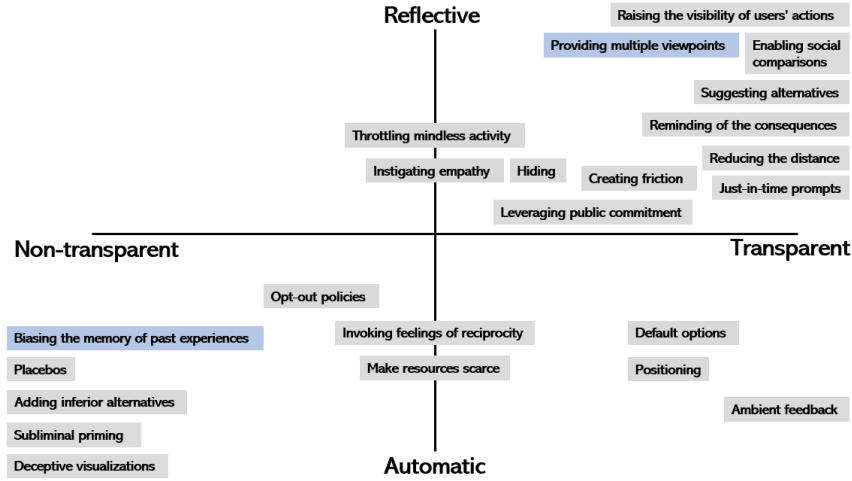 Reflective
Raising the visibility of users' actions
Providing multiple viewpoints
Enabling social
comparisons
Suggesting alternatives
Reminding of the consequences
Throttling mindless activity
Reducing the distance
Instigating empathy
Hiding
Creating friction
Just-in-time prompts
Leveraging public commitment
Non-transparent
Transparent
Opt-out policies
Biasing the memory of past experiences
Invoking feelings of reciprocity
Default options
Placebos
Make resources scarce
Positioning
Adding inferior alternatives
Ambient feedback
Subliminal priming
Deceptive visualizations
Automatic